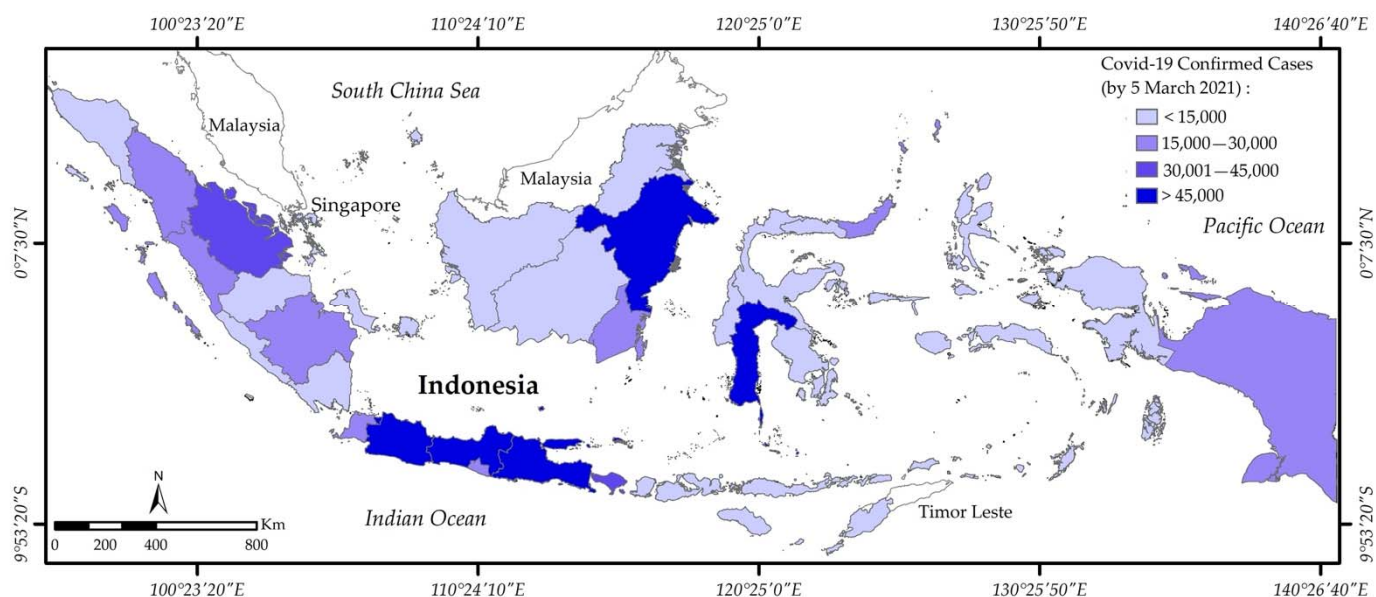 100°23'20"E 110°24'10"E 120°25'0"E 130°25'50"E 140°26'40"E
South China Sea
Covid-19 Confirmed Cases
(by 5 March 2021) :
< 15,000
15,000—30,000
30,001—45,000
> 45,000
Malaysia
Malaysia
Singapore
Pacific Ocean
0°7'30"N
0°7'30"N
Indonesia
N
Km
0 200 400 800
Indian Ocean
Timor Leste
9°53'20"S
9°53'20"S
100°23'20"E 110°24'10"E 120°25'0"E 130°25'50"E 140°26'40"E